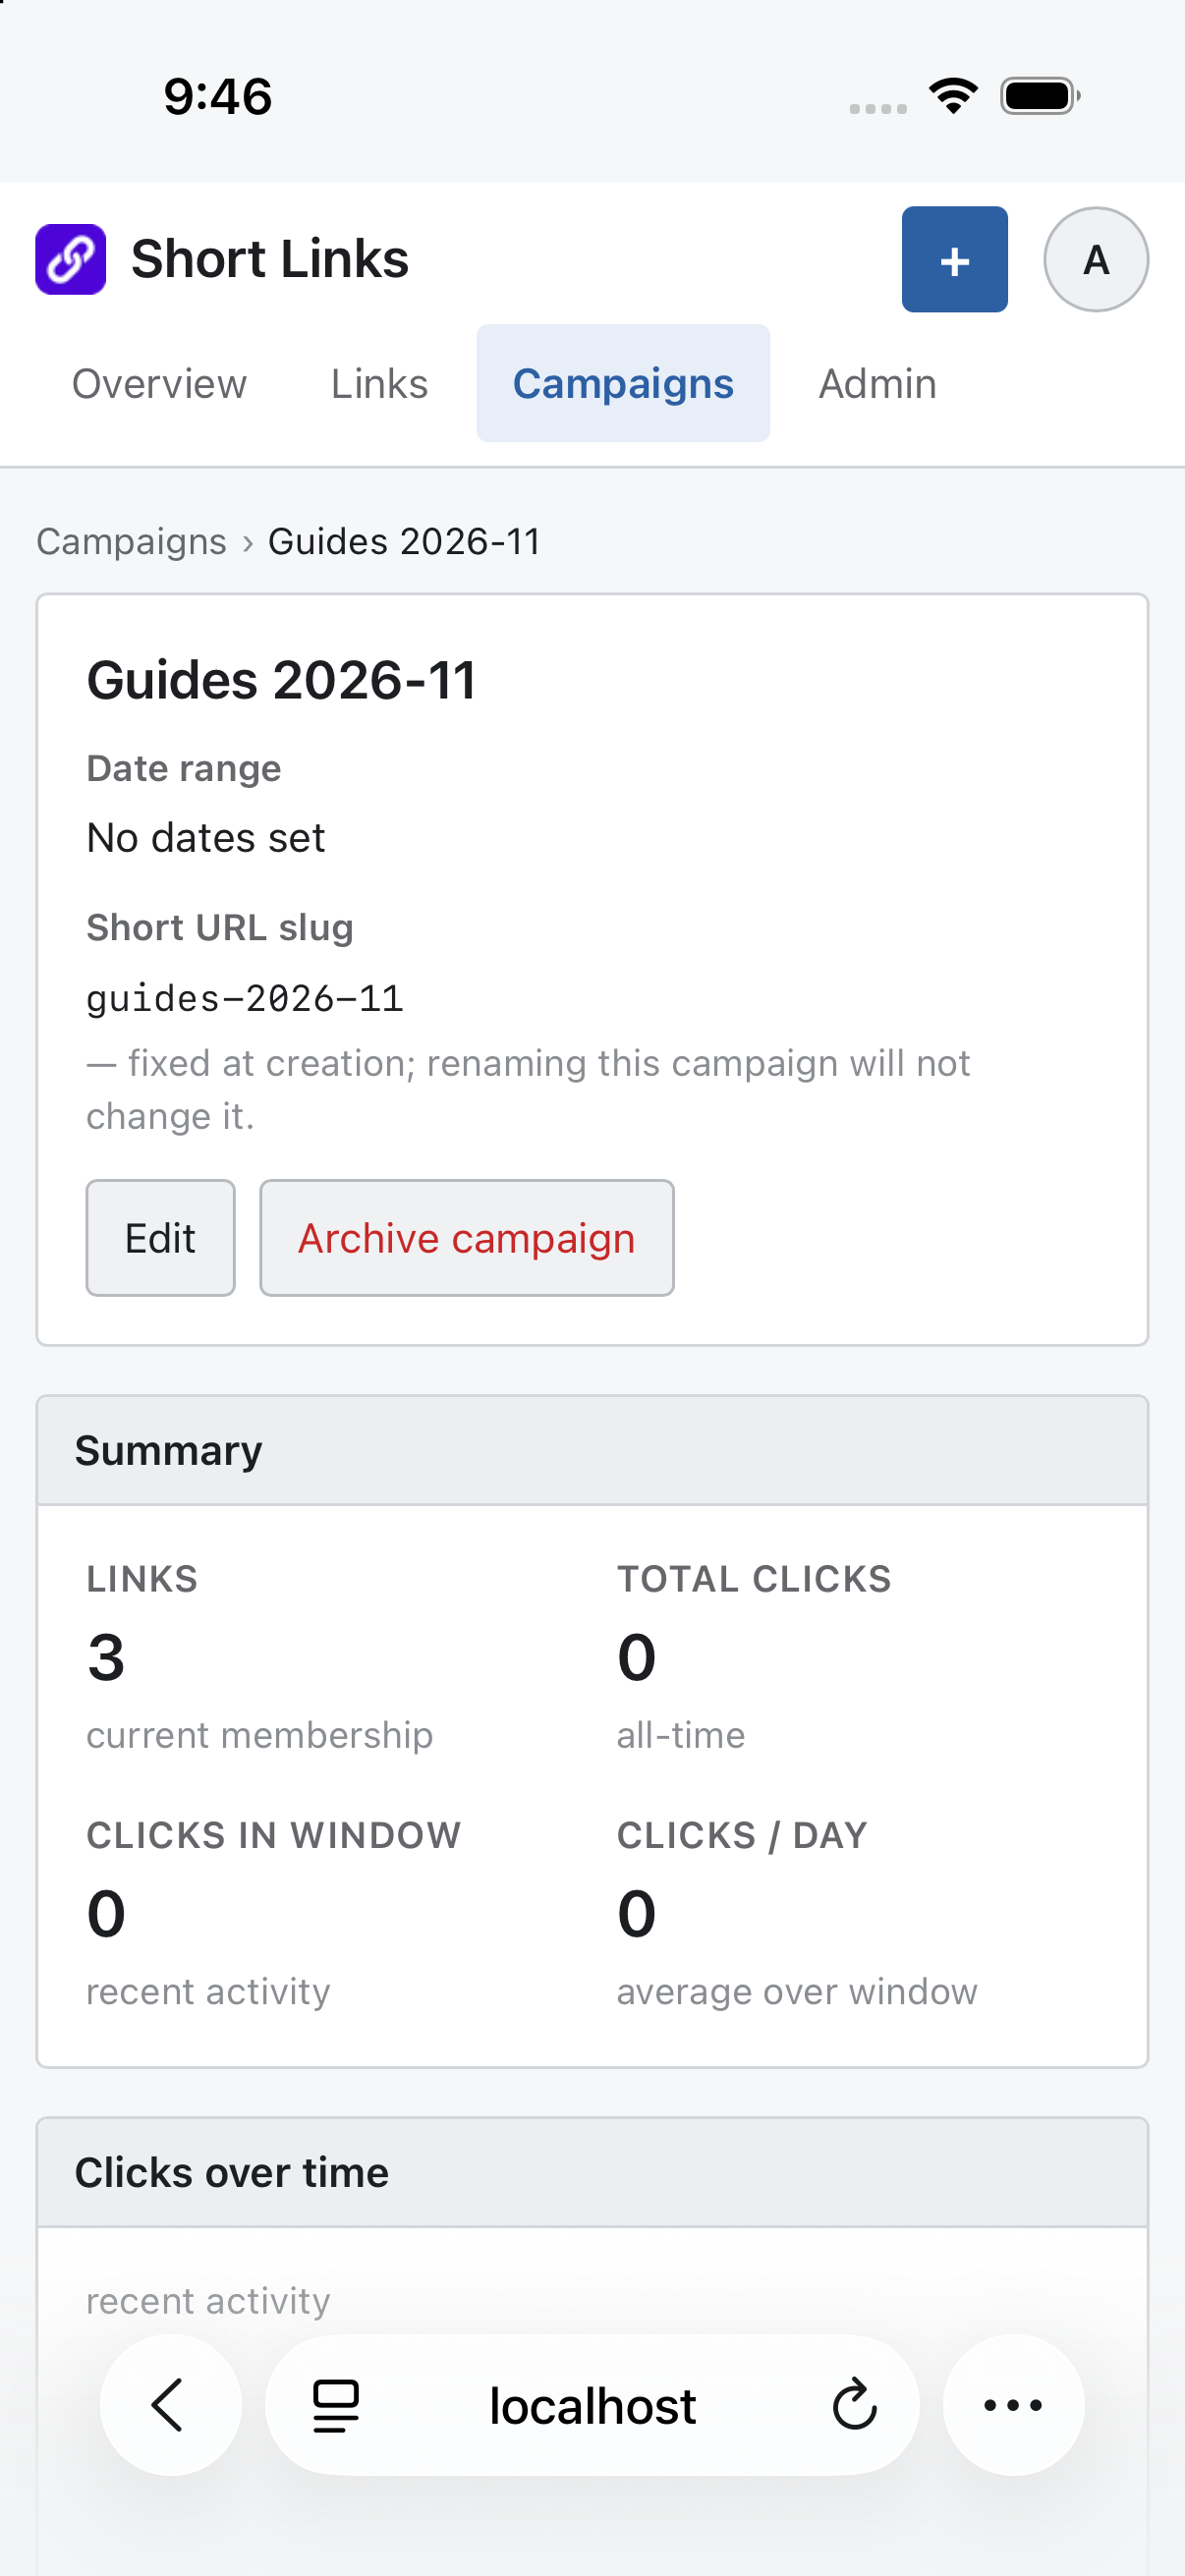 9:46
Short Links
+
A
Overview Links Campaigns Admin
Campaigns › Guides 2026-11
Guides 2026-11
Date range
No dates set
Short URL slug
guides-2026-11
— fixed at creation; renaming this campaign will not
change it.
Edit Archive campaign
Summary
LINKS
3
current membership
TOTAL CLICKS
0
all-time
CLICKS IN WINDOW
0
recent activity
CLICKS / DAY
0
average over window
Clicks over time
recent activity
localhost